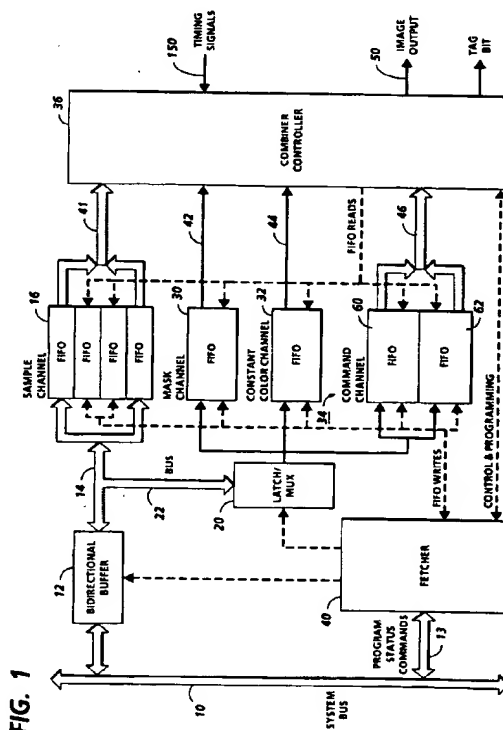 FIG. 1
10
SYSTEM
BUS
BIDIRECTIONAL
BUFFER
12
14
22
BUS
PROGRAM
STATUS
COMMANDS
13
FETCHER
40
LATCH/
MUX
20
SAMPLE
CHANNEL
16
FIFO
FIFO
FIFO
FIFO
MASK
CHANNEL
30
FIFO
CONSTANT
COLOR CHANNEL
32
FIFO
34
COMMAND
CHANNEL
60
FIFO
FIFO
62
FIFO WRITES
CONTROL & PROGRAMMING
FIFO READS
41
42
44
46
COMBINER
CONTROLLER
36
TIMING
SIGNALS
150
IMAGE
OUTPUT
50
TAG
BIT